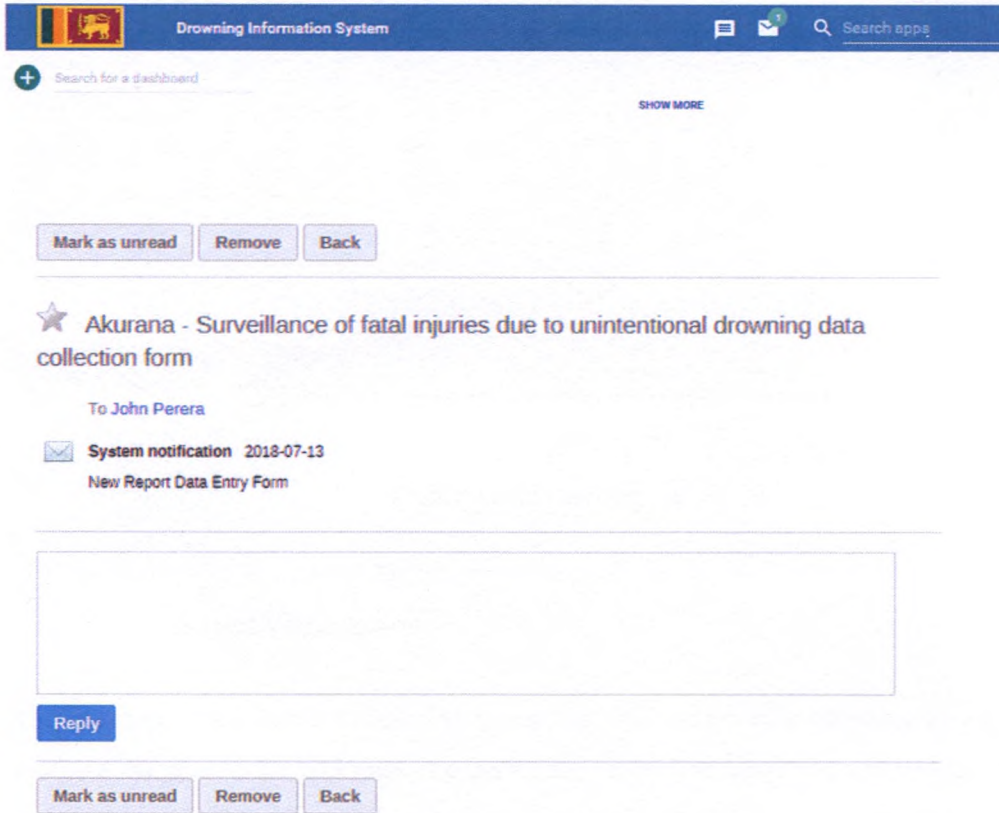 Drowning Information System
1
Search apps
Search for a dashboard
SHOW MORE
Mark as unread Remove Back
Akurana - Surveillance of fatal injuries due to unintentional drowning data
collection form
To John Perera
System notification 2018-07-13
New Report Data Entry Form
Reply
Mark as unread Remove Back